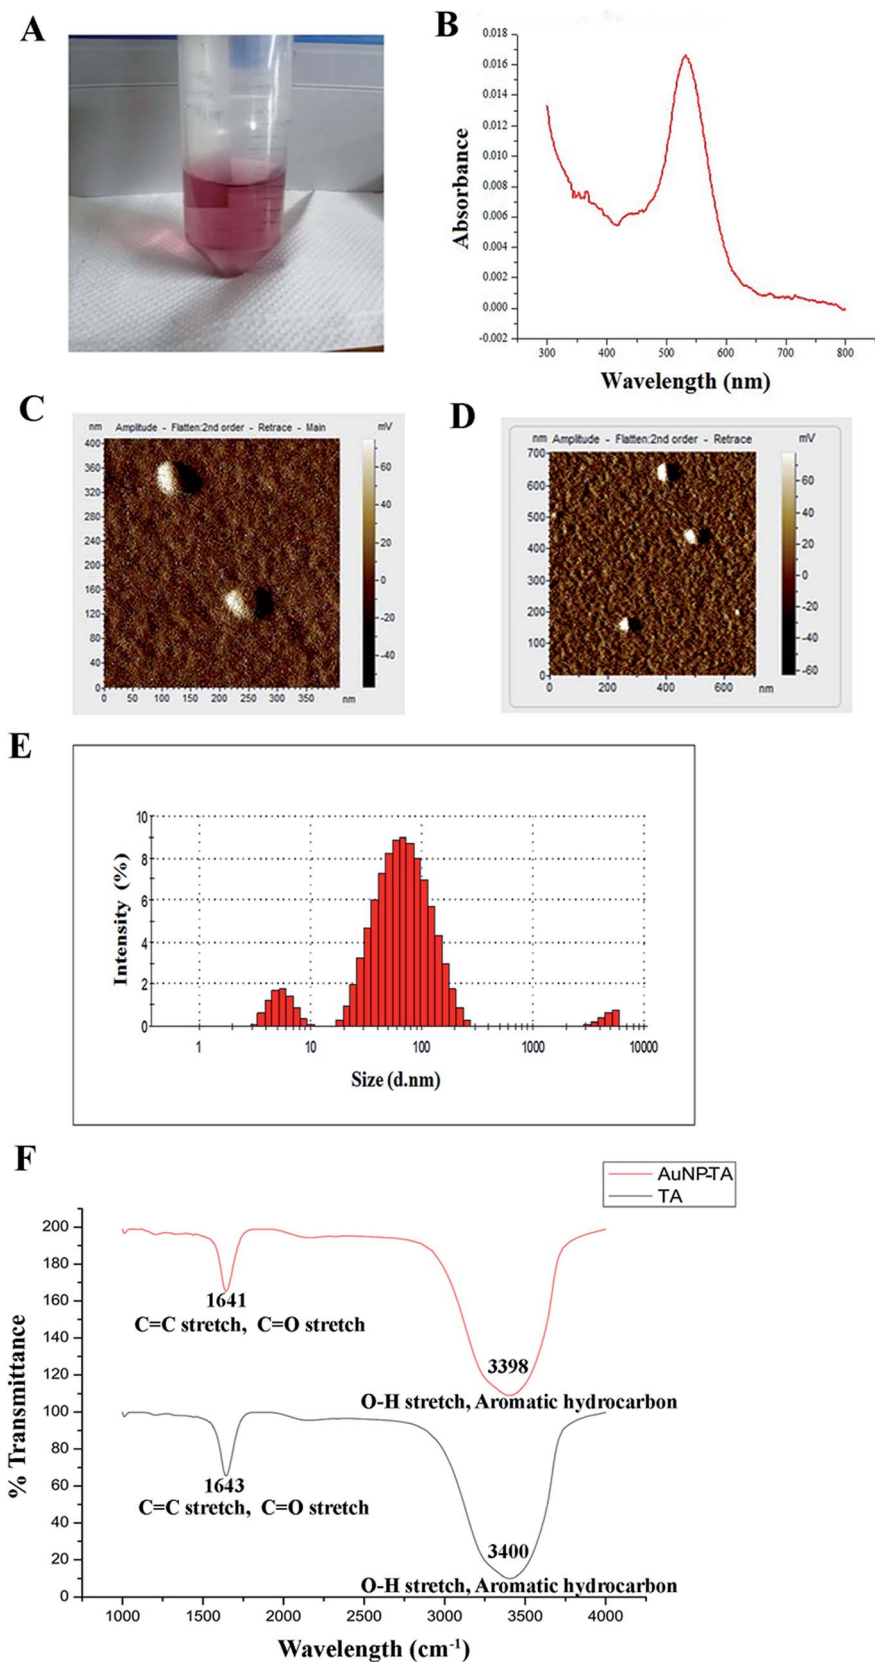 A
B
0.018
0.016
0.014
0.012
0.010
0.008
0.006
0.004
0.002
0.000
-0.002
Absorbance
300 400 500 600 700 800
Wavelength (nm)
C
nm Amplitude - Flatten:2nd order - Retrace - Main mV
400
360
320
280
240
200
160
120
80
40
0
60
40
20
0
-20
-40
0 50 100 150 200 250 300 350
nm
D
nm Amplitude - Flatten:2nd order - Retrace mV
700
600
500
400
300
200
100
0
60
40
20
0
-20
-40
-60
0 200 400 600
nm
E
10
8
6
4
2
0
Intensity (%)
1 10 100 1000 10000
Size (d.nm)
F
AuNP-TA
TA
200
180
160
140
120
100
80
60
40
20
0
% Transmittance
1641
C=C stretch, C=O stretch
3398
O-H stretch, Aromatic hydrocarbon
1643
C=C stretch, C=O stretch
3400
O-H stretch, Aromatic hydrocarbon
1000 1500 2000 2500 3000 3500 4000
Wavelength (cm⁻¹)